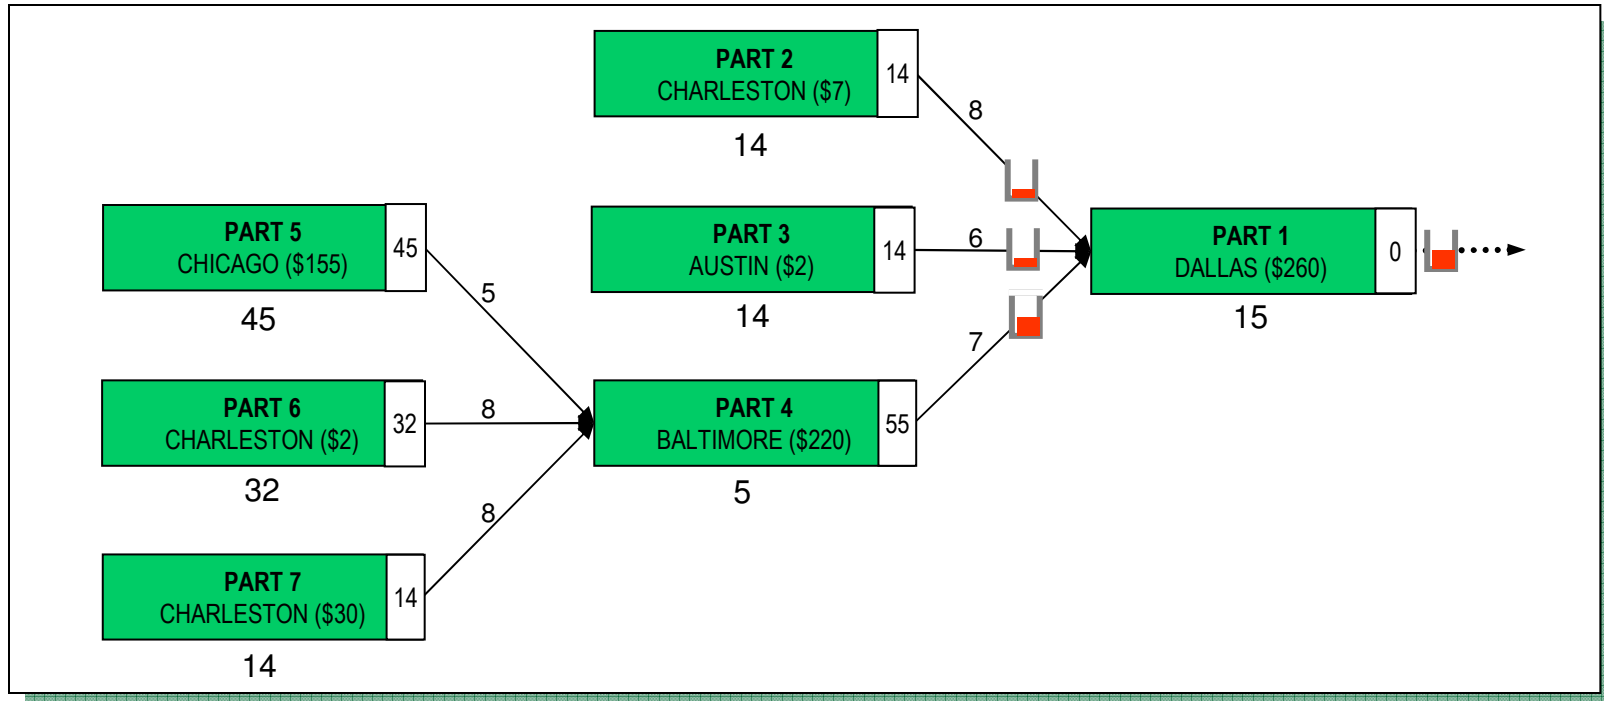 PART 2
CHARLESTON ($7)
14
14
8
PART 5
CHICAGO ($155)
45
45
5
PART 3
AUSTIN ($2)
14
14
6
PART 1
DALLAS ($260)
0
15
PART 6
CHARLESTON ($2)
32
32
8
PART 4
BALTIMORE ($220)
55
5
7
PART 7
CHARLESTON ($30)
14
14
8